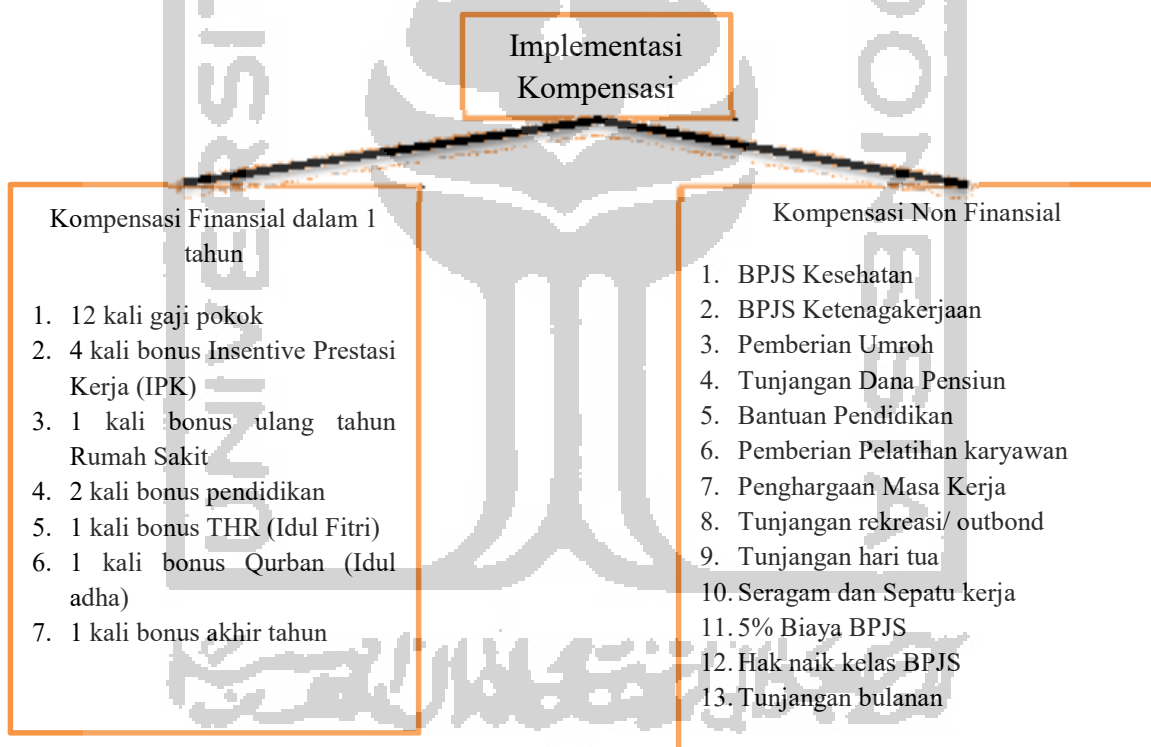 Implementasi
Kompensasi
Kompensasi Finansial dalam 1
tahun
1. 12 kali gaji pokok
2. 4 kali bonus Insentive Prestasi
Kerja (IPK)
3. 1 kali bonus ulang tahun
Rumah Sakit
4. 2 kali bonus pendidikan
5. 1 kali bonus THR (Idul Fitri)
6. 1 kali bonus Qurban (Idul
adha)
7. 1 kali bonus akhir tahun
Kompensasi Non Finansial
1. BPJS Kesehatan
2. BPJS Ketenagakerjaan
3. Pemberian Umroh
4. Tunjangan Dana Pensiun
5. Bantuan Pendidikan
6. Pemberian Pelatihan karyawan
7. Penghargaan Masa Kerja
8. Tunjangan rekreasi/ outbond
9. Tunjangan hari tua
10. Seragam dan Sepatu kerja
11. 5% Biaya BPJS
12. Hak naik kelas BPJS
13. Tunjangan bulanan